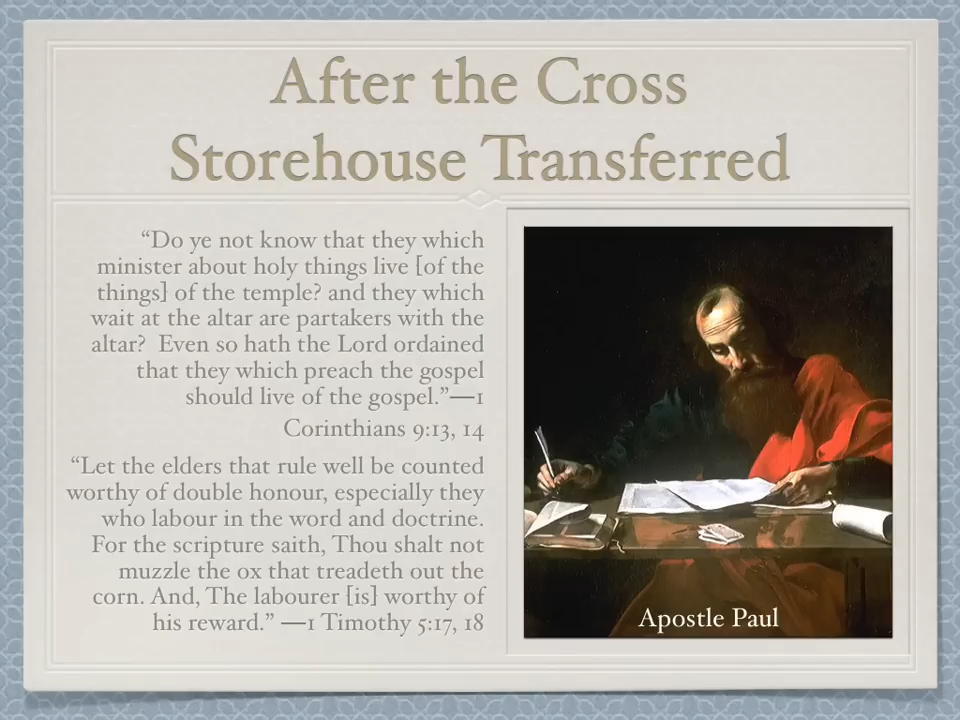 After the Cross
Storehouse Transferred
“Do ye not know that they which
minister about holy things live [of the
things] of the temple? and they which
wait at the altar are partakers with the
altar?  Even so hath the Lord ordained
that they which preach the gospel
should live of the gospel.”—1
Corinthians 9:13, 14
“Let the elders that rule well be counted
worthy of double honour, especially they
who labour in the word and doctrine.
For the scripture saith, Thou shalt not
muzzle the ox that treadeth out the
corn. And, The labourer [is] worthy of
his reward.” —1 Timothy 5:17, 18
Apostle Paul